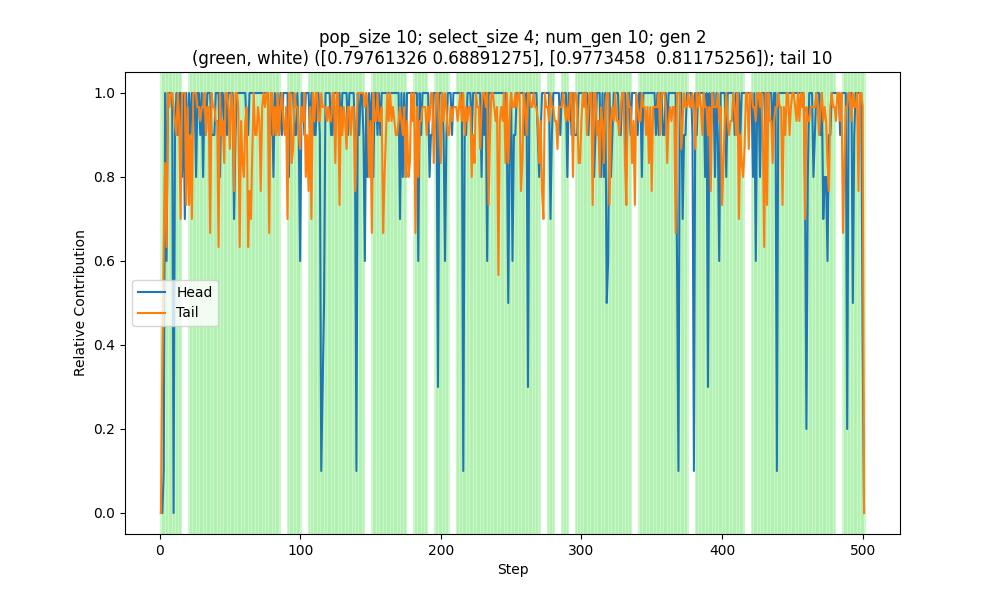 pop_size 10; select_size 4; num_gen 10; gen 2
(green, white) ([0.79761326 0.68891275], [0.9773458  0.81175256]); tail 10
1.0
0.8
0.6
0.4
0.2
0.0
Relative Contribution
Head
Tail
0
100
200
300
400
500
Step